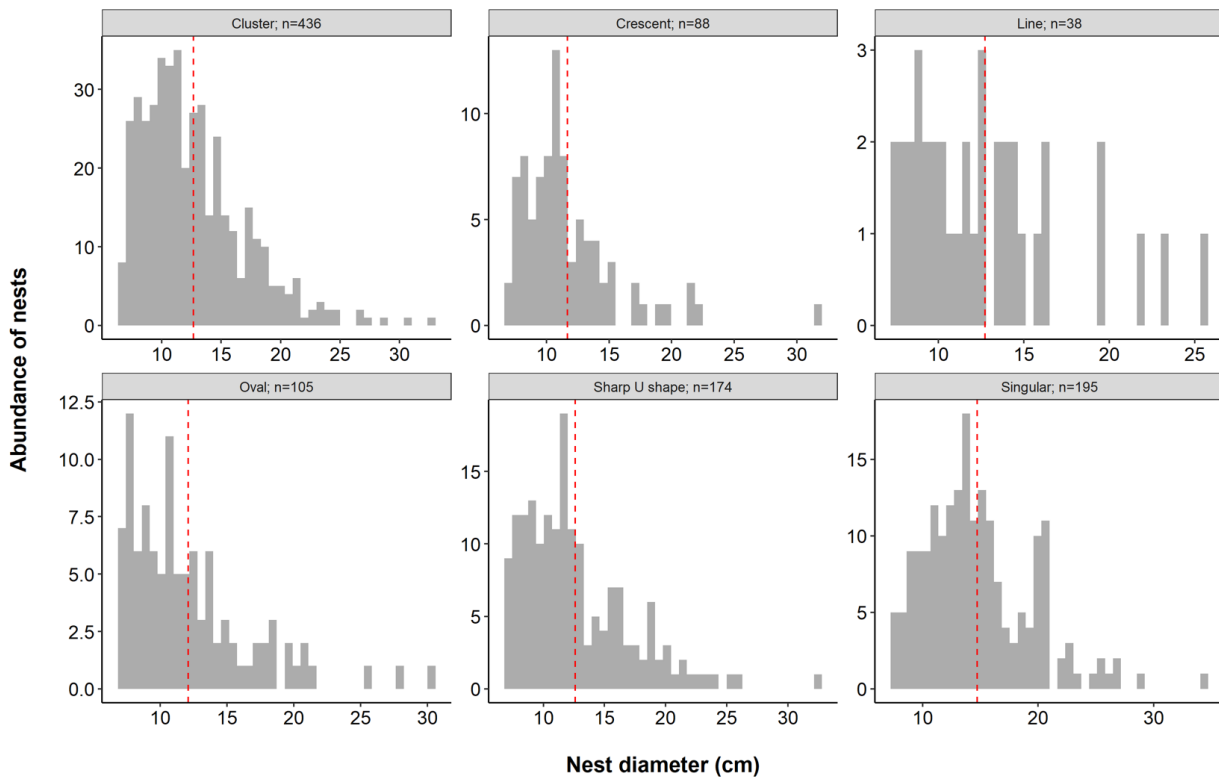 Cluster; n=436
Crescent; n=88
Line; n=38
30
20
10
0
10
5
0
3
2
1
0
10 15 20 25 30
10 15 20 25 30
10 15 20 25
Abundance of nests
Oval; n=105
Sharp U shape; n=174
Singular; n=195
12.5
10.0
7.5
5.0
2.5
0.0
15
10
5
0
15
10
5
0
10 15 20 25 30
10 15 20 25 30
10 20 30
Nest diameter (cm)